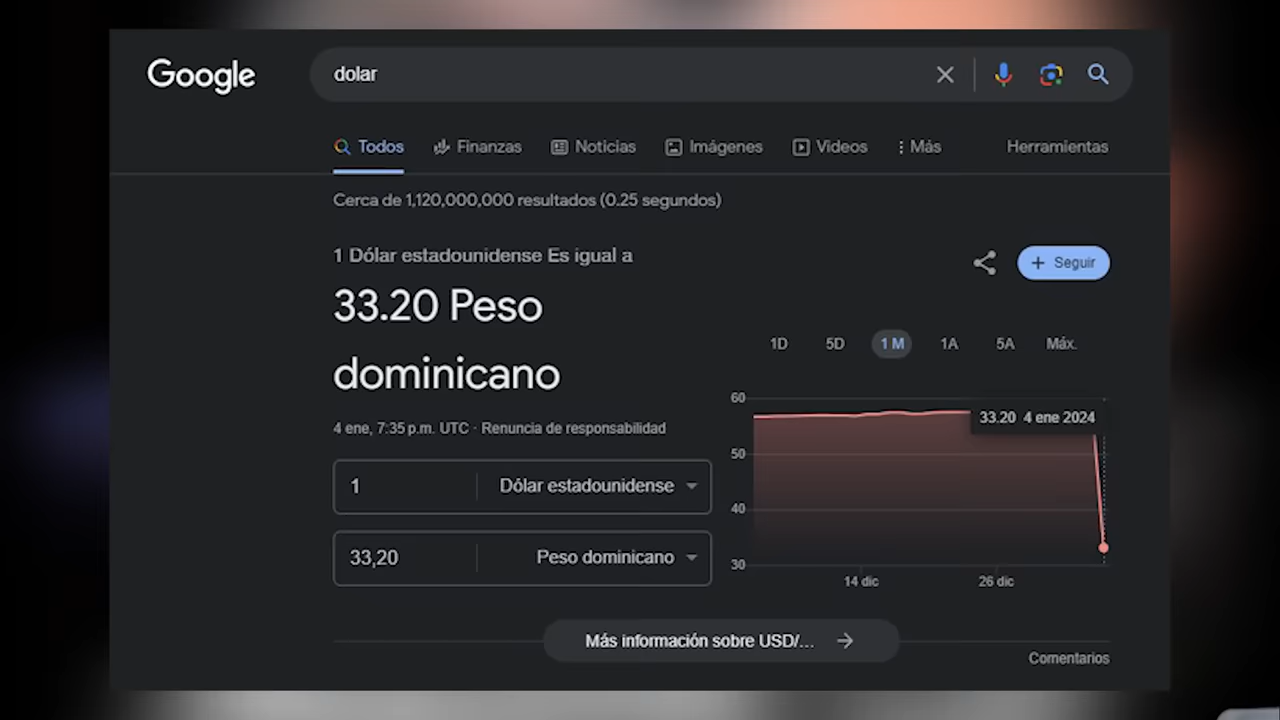 Google
dolar
Todos
Finanzas
Noticias
Imágenes
Videos
Más
Herramientas
Cerca de 1,120,000,000 resultados (0.25 segundos)
1 Dólar estadounidense Es igual a
33.20 Peso
dominicano
4 ene, 7:35 p.m. UTC · Renuncia de responsabilidad
1 Dólar estadounidense
33,20 Peso dominicano
Seguir
1D 5D 1 M 1A 5A Máx.
60
33.20 4 ene 2024
50
40
30
14 dic 26 dic
Más información sobre USD/...
Comentarios